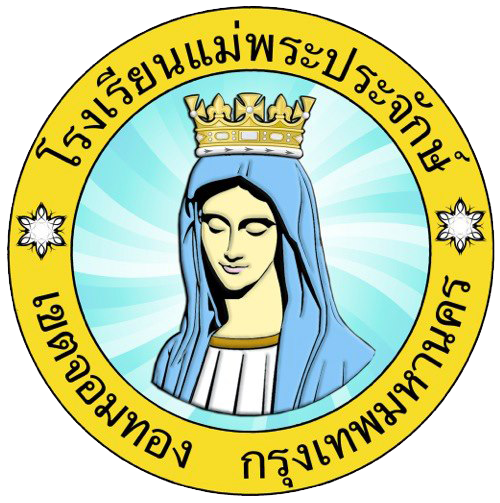 โรงเรียนแม่พระประจักษ์
เขตจอมทอง กรุงเทพมหานคร